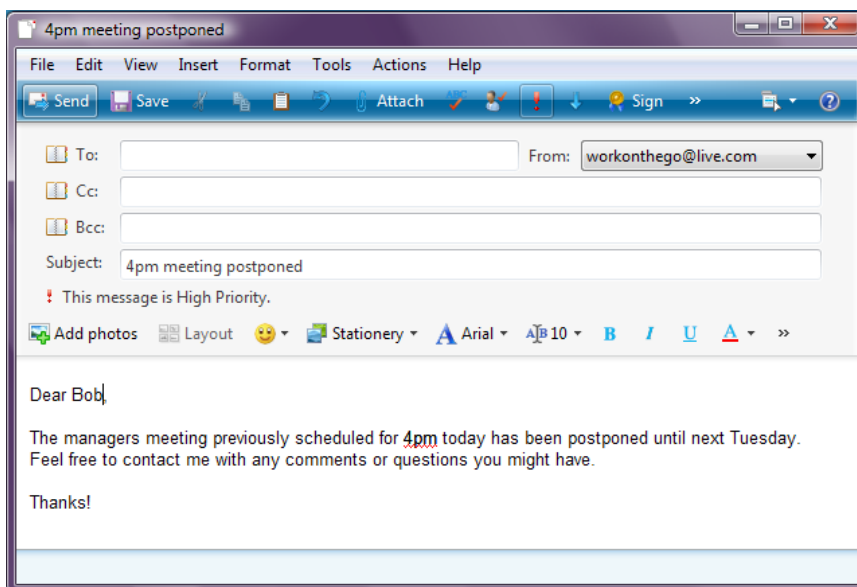 4pm meeting postponed
File Edit View Insert Format Tools Actions Help
Send Save Attach ABC Sign »
To: From: workonthego@live.com
Cc:
Bcc:
Subject: 4pm meeting postponed
! This message is High Priority.
Add photos Layout Stationery A Arial A B 10 B I U A »
Dear Bob,
The managers meeting previously scheduled for 4pm today has been postponed until next Tuesday.
Feel free to contact me with any comments or questions you might have.
Thanks!